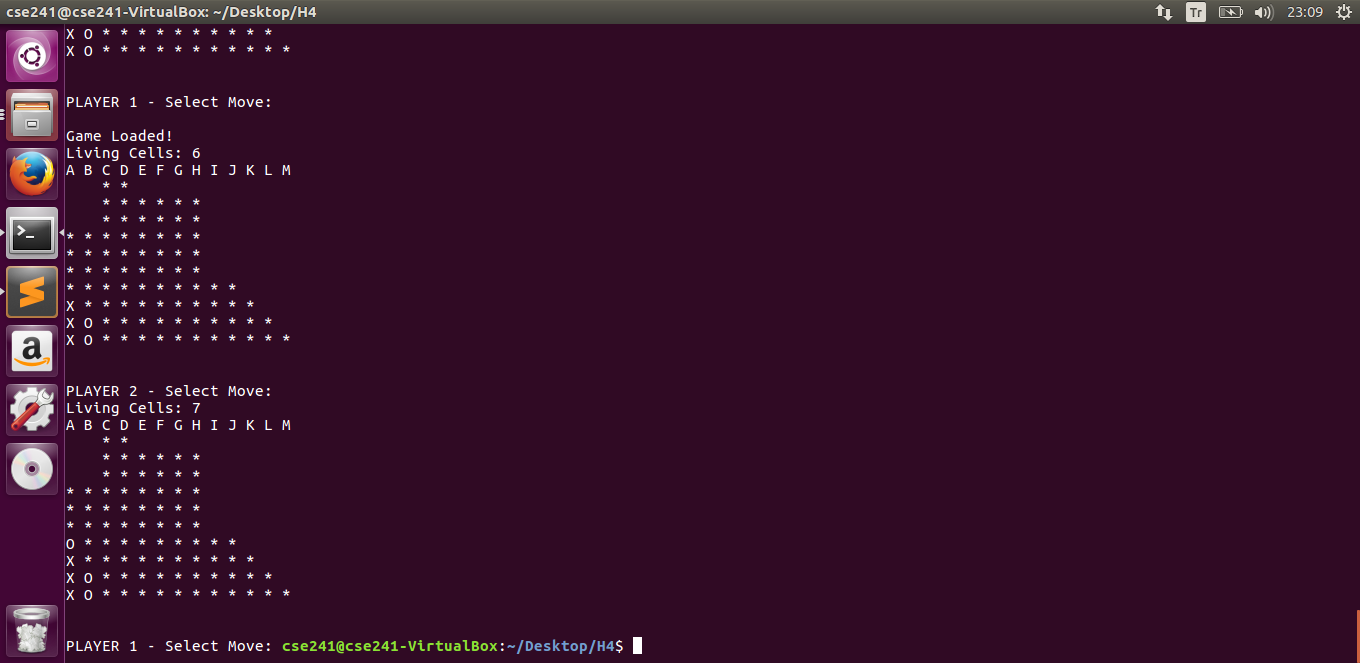 cse241@cse241-VirtualBox: ~/Desktop/H4 Tr 23:09
X O * * * * * * * * * *
X O * * * * * * * * * * *
PLAYER 1 - Select Move:
Game Loaded!
Living Cells: 6
A B C D E F G H I J K L M
    * *
    * * * * * *
    * * * * * *
* * * * * * * *
* * * * * * * *
* * * * * * * *
* * * * * * * * * *
X * * * * * * * * * *
X O * * * * * * * * * *
X O * * * * * * * * * * *
PLAYER 2 - Select Move:
Living Cells: 7
A B C D E F G H I J K L M
    * *
    * * * * * *
    * * * * * *
* * * * * * * *
* * * * * * * *
* * * * * * * *
O * * * * * * * * *
X * * * * * * * * * *
X O * * * * * * * * * *
X O * * * * * * * * * * *
PLAYER 1 - Select Move: cse241@cse241-VirtualBox:~/Desktop/H4$